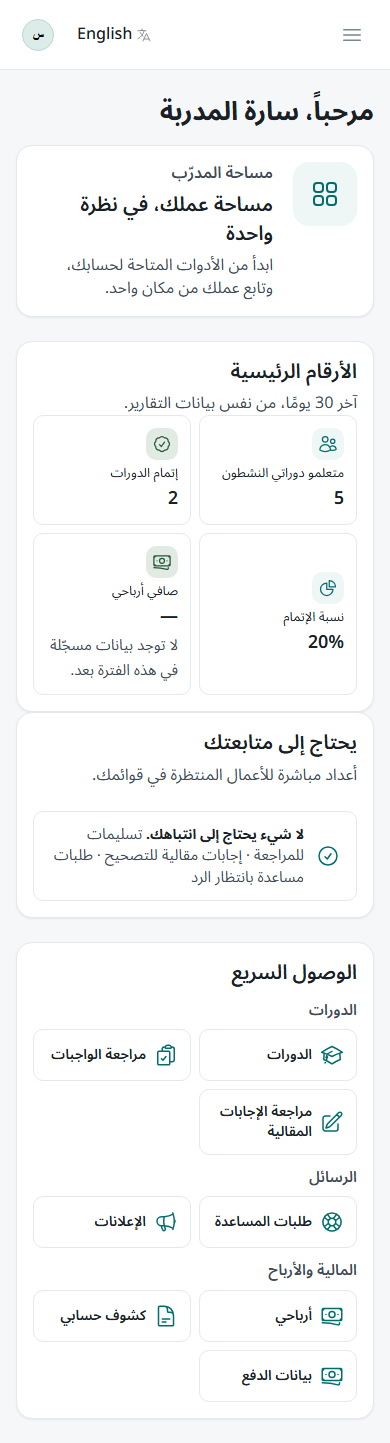 س
English
مرحباً، سارة المدربة
مساحة المدرّب
مساحة عملك، في نظرة
واحدة
ابدأ من الأدوات المتاحة لحسابك،
وتابع عملك من مكان واحد.
الأرقام الرئيسية
آخر 30 يومًا، من نفس بيانات التقارير.
متعلمو دوراتي النشطون
5
إتمام الدورات
2
نسبة الإتمام
20%
صافي أرباحي
—
لا توجد بيانات مسجّلة
في هذه الفترة بعد.
يحتاج إلى متابعتك
أعداد مباشرة للأعمال المنتظرة في قوائمك.
لا شيء يحتاج إلى انتباهك. تسليمات
للمراجعة · إجابات مقالية للتصحيح · طلبات
مساعدة بانتظار الرد
الوصول السريع
الدورات
الدورات
مراجعة الواجبات
مراجعة الإجابات
المقالية
الرسائل
طلبات المساعدة
الإعلانات
المالية والأرباح
أرباحي
كشوف حسابي
بيانات الدفع